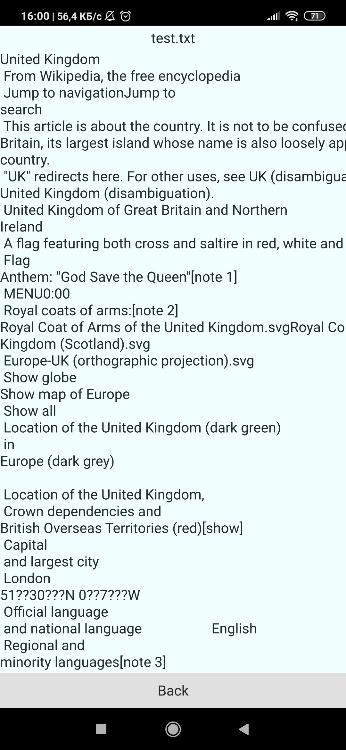 16:00 | 56,4 КБ/с
71
test.txt
United Kingdom
From Wikipedia, the free encyclopedia
Jump to navigationJump to
search
This article is about the country. It is not to be confused
Britain, its largest island whose name is also loosely app
country.
"UK" redirects here. For other uses, see UK (disambigua
United Kingdom (disambiguation).
United Kingdom of Great Britain and Northern
Ireland
A flag featuring both cross and saltire in red, white and
Flag
Anthem: "God Save the Queen"[note 1]
MENU0:00
Royal coats of arms:[note 2]
Royal Coat of Arms of the United Kingdom.svgRoyal Co
Kingdom (Scotland).svg
Europe-UK (orthographic projection).svg
Show globe
Show map of Europe
Show all
Location of the United Kingdom (dark green)
in
Europe (dark grey)
Location of the United Kingdom,
Crown dependencies and
British Overseas Territories (red)[show]
Capital
and largest city
London
51??30???N 0??7???W
Official language
and national language English
Regional and
minority languages[note 3]
Back